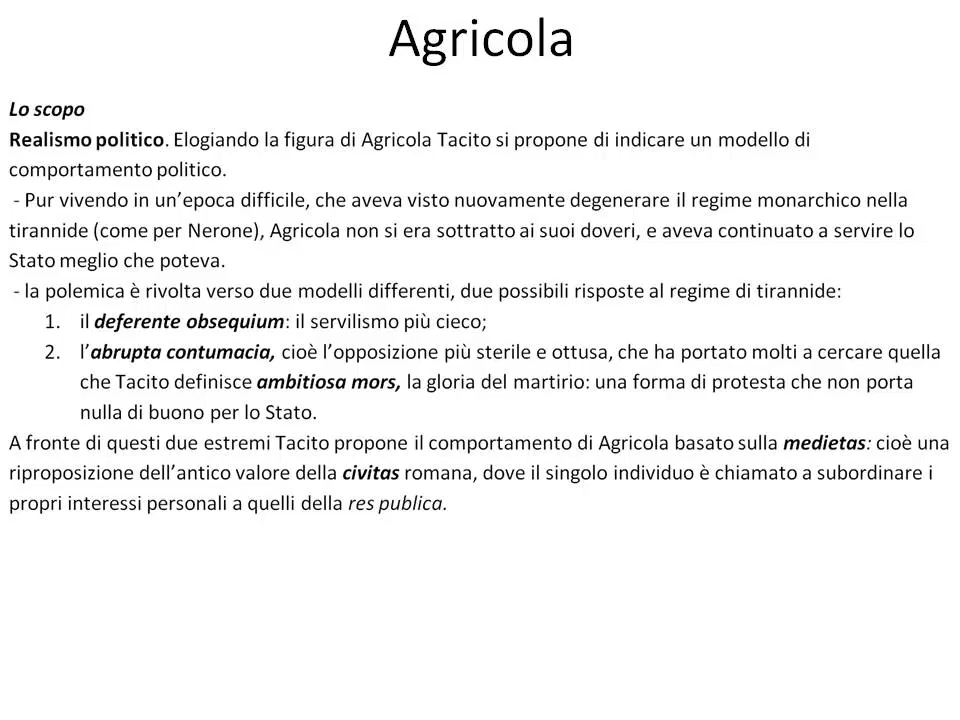 Agricola
Lo scopo
Realismo politico. Elogiando la figura di Agricola Tacito si propone di indicare un modello di
comportamento politico.
- Pur vivendo in un’epoca difficile, che aveva visto nuovamente degenerare il regime monarchico nella
tirannide (come per Nerone), Agricola non si era sottratto ai suoi doveri, e aveva continuato a servire lo
Stato meglio che poteva.
- la polemica è rivolta verso due modelli differenti, due possibili risposte al regime di tirannide:
1. il deferente obsequium: il servilismo più cieco;
2. l’abrupta contumacia, cioè l’opposizione più sterile e ottusa, che ha portato molti a cercare quella
che Tacito definisce ambitiosa mors, la gloria del martirio: una forma di protesta che non porta
nulla di buono per lo Stato.
A fronte di questi due estremi Tacito propone il comportamento di Agricola basato sulla medietas: cioè una
riproposizione dell’antico valore della civitas romana, dove il singolo individuo è chiamato a subordinare i
propri interessi personali a quelli della res publica.